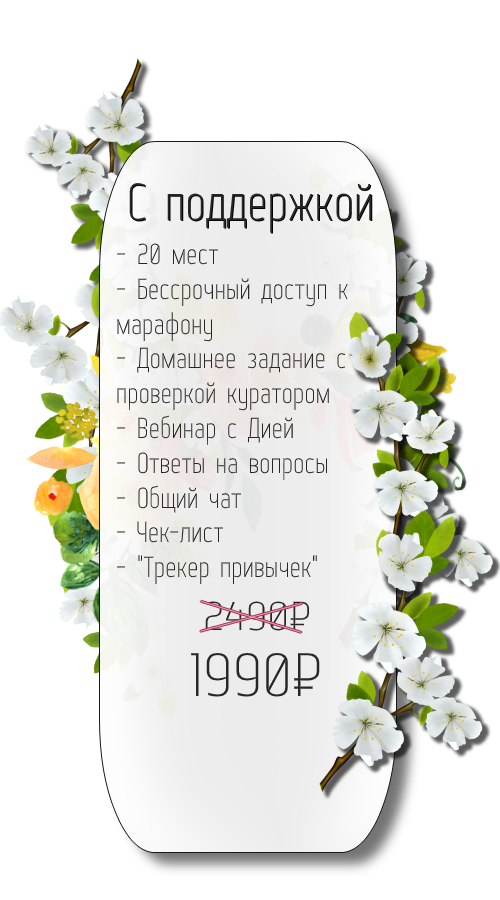 С поддержкой
- 20 мест
- Бессрочный доступ к
марафону
- Домашнее задание с
проверкой куратором
- Вебинар с Дией
- Ответы на вопросы
- Общий чат
- Чек-лист
- "Трекер привычек"
2490₽
1990₽